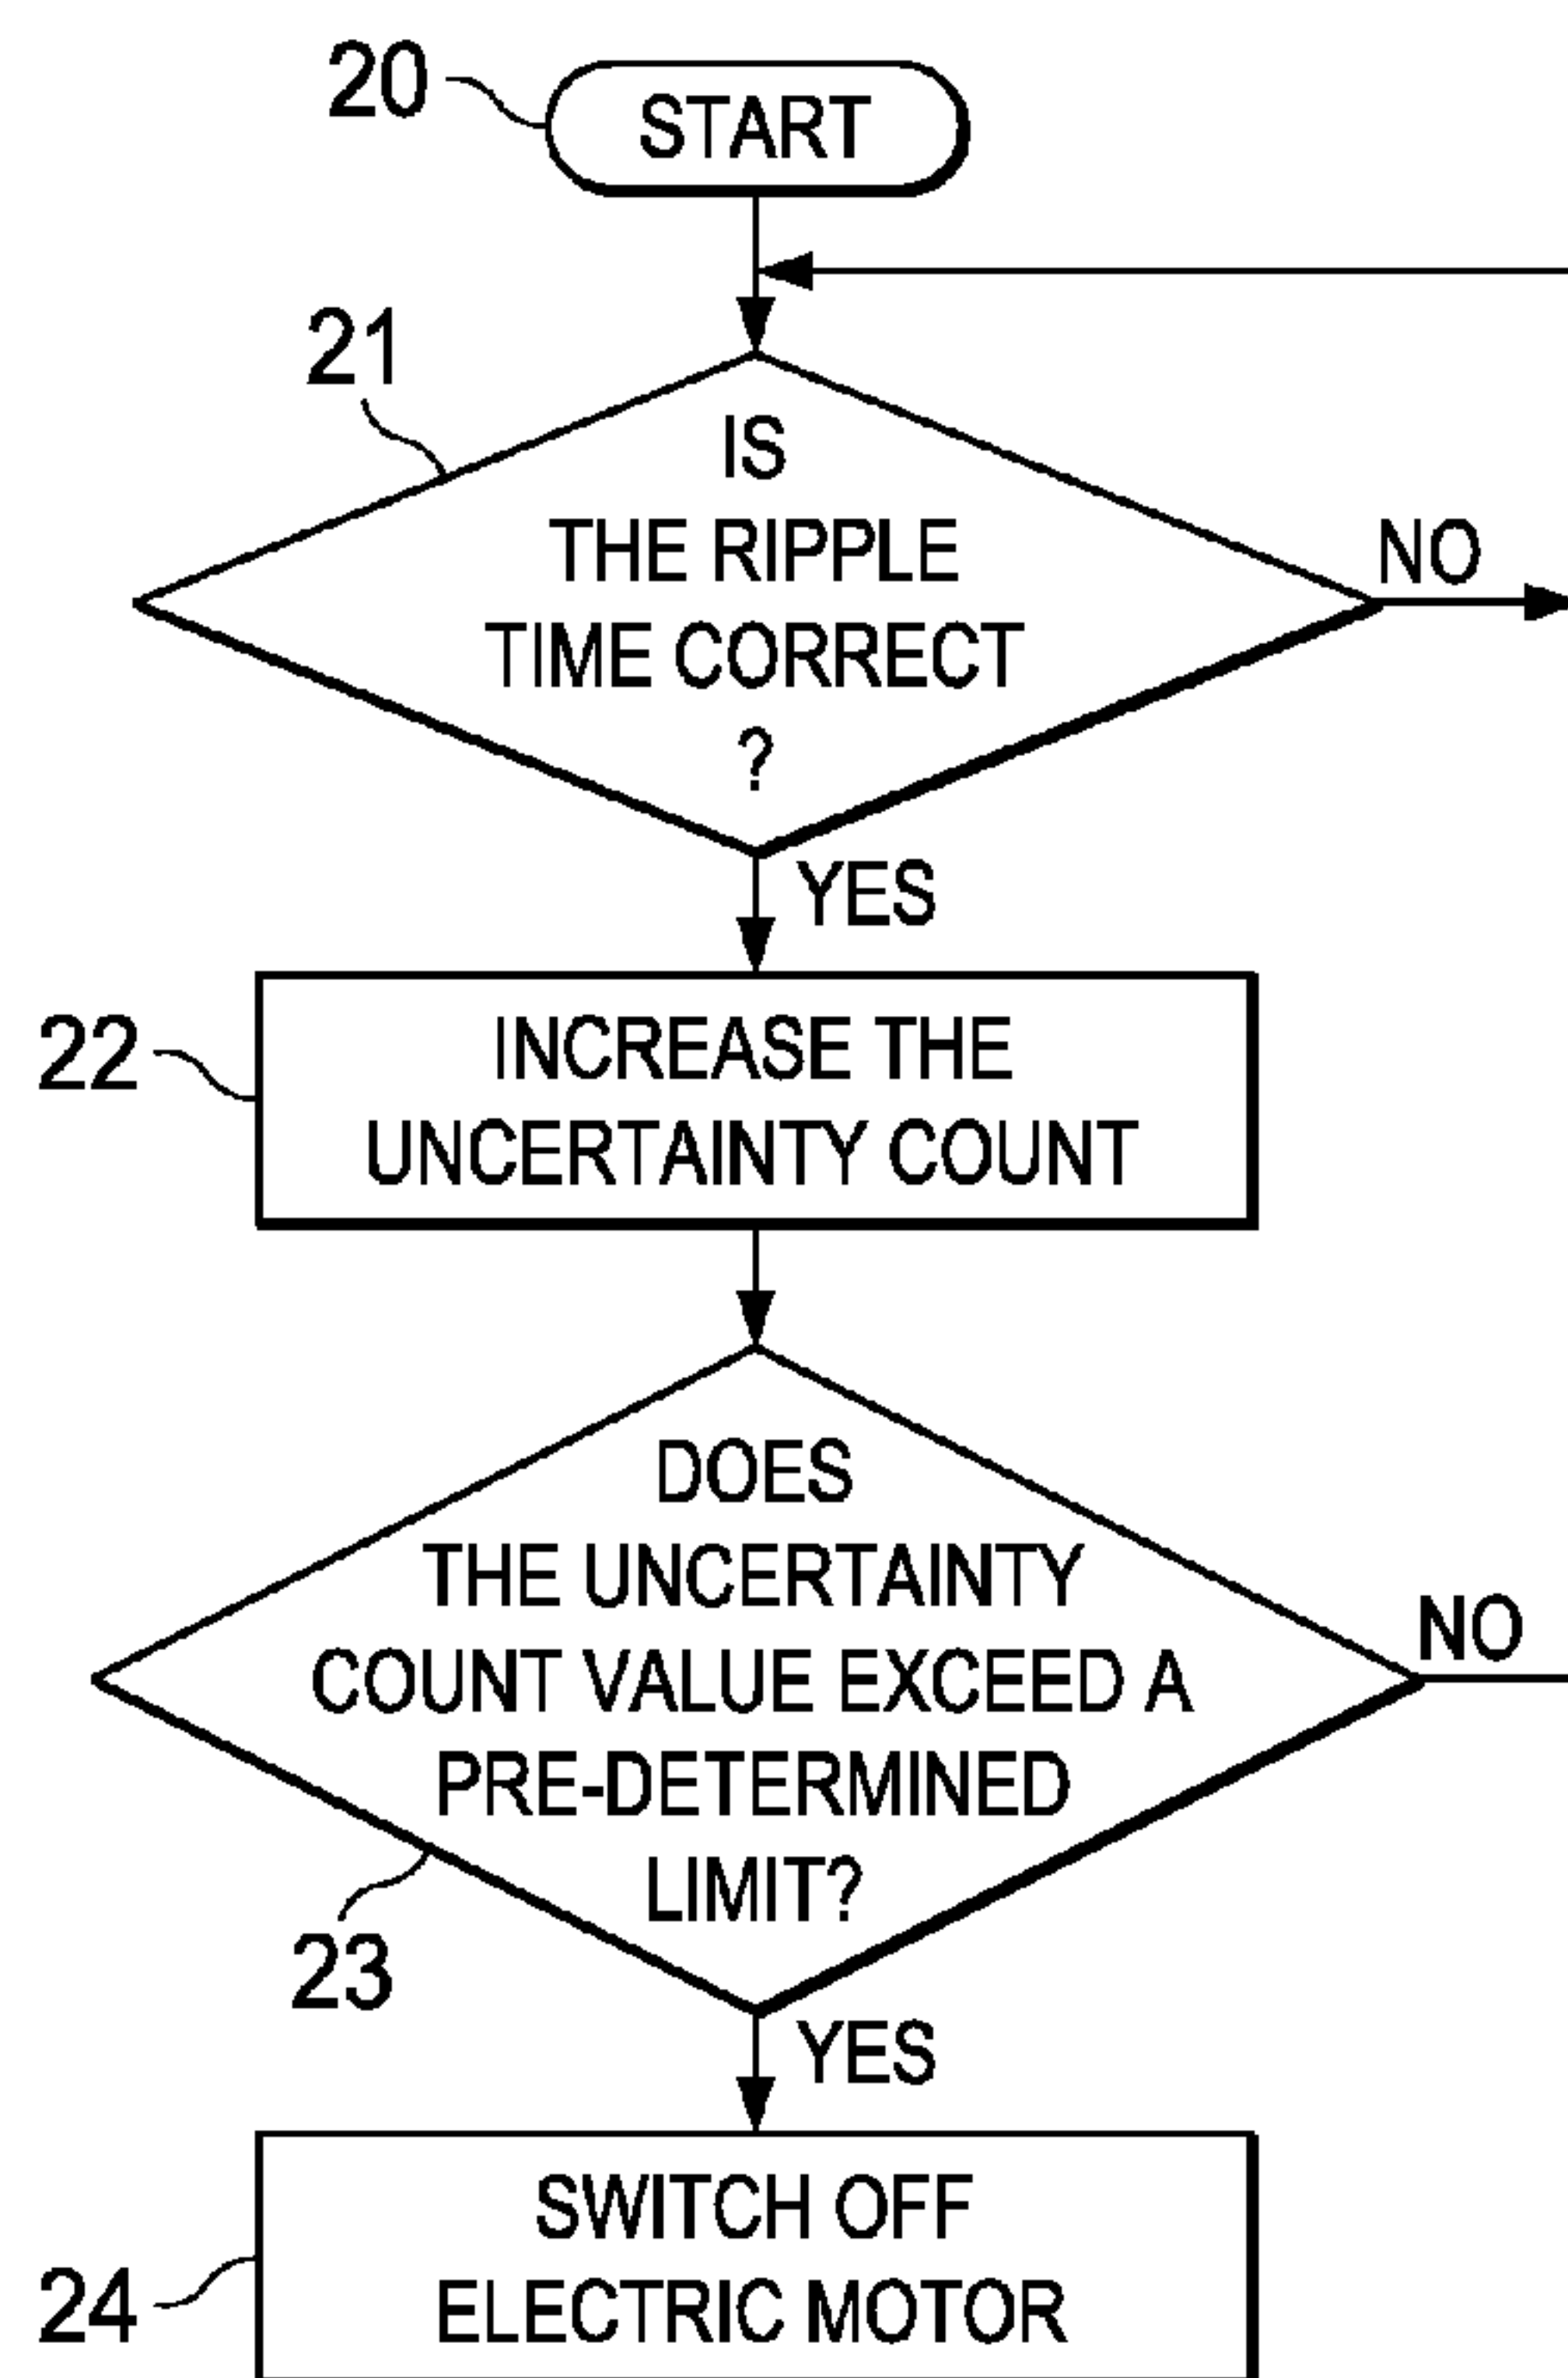 20
START
21
IS
THE RIPPLE
TIME CORRECT
?
NO
YES
22
INCREASE THE
UNCERTAINTY COUNT
DOES
THE UNCERTAINTY
COUNT VALUE EXCEED A
PRE-DETERMINED
LIMIT?
NO
23
YES
24
SWITCH OFF
ELECTRIC MOTOR